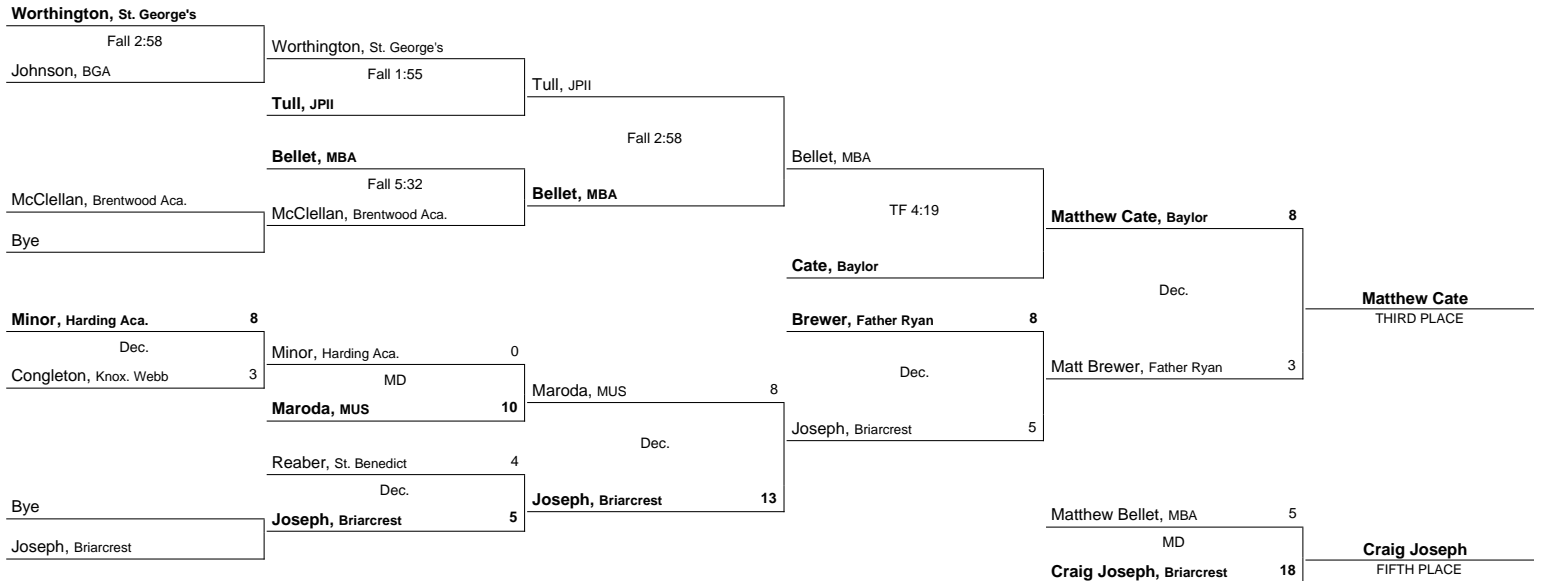 Worthington, St. George's
Fall 2:58
Johnson, BGA
McClellan, Brentwood Aca.
Bye
Minor, Harding Aca. 8
Dec.
Congleton, Knox. Webb 3
Bye
Joseph, Briarcrest
Worthington, St. George's
Fall 1:55
Tull, JPII
Bellet, MBA
Fall 5:32
McClellan, Brentwood Aca.
Minor, Harding Aca. 0
MD
Maroda, MUS 10
Reaber, St. Benedict 4
Dec.
Joseph, Briarcrest 5
Tull, JPII
Fall 2:58
Bellet, MBA
Maroda, MUS 8
Dec.
Joseph, Briarcrest 13
Bellet, MBA
TF 4:19
Cate, Baylor
Brewer, Father Ryan 8
Dec.
Joseph, Briarcrest 5
Matthew Cate, Baylor 8
Dec.
Matt Brewer, Father Ryan 3
Matthew Cate
THIRD PLACE
Matthew Bellet, MBA 5
MD
Craig Joseph, Briarcrest 18
Craig Joseph
FIFTH PLACE